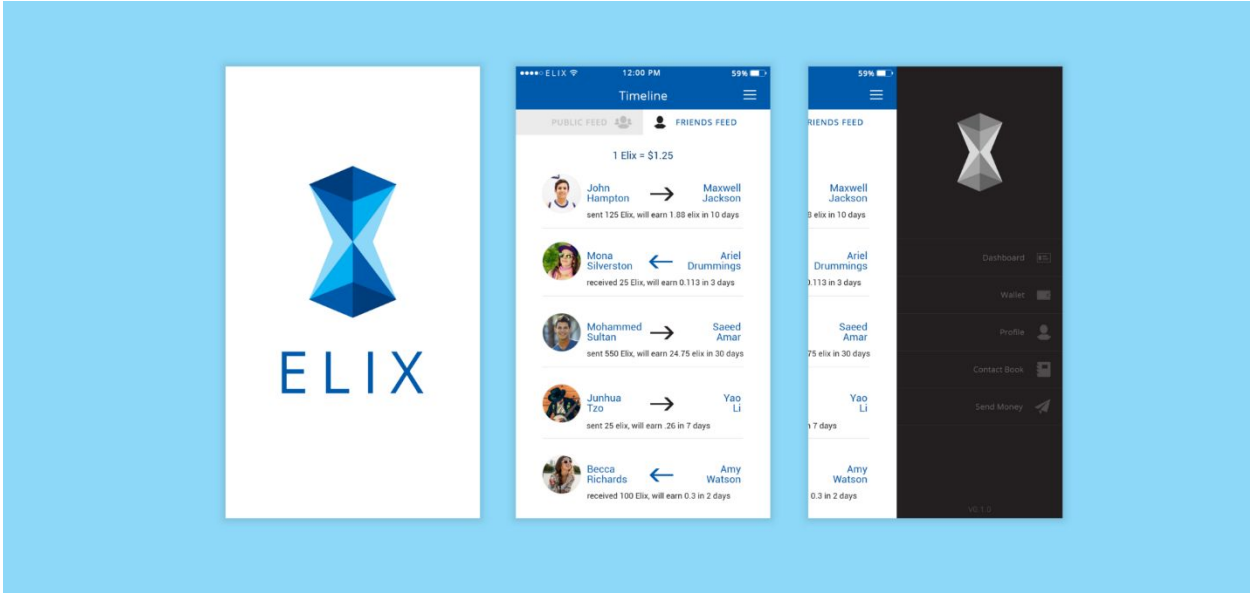 ELIX
ELIX 12:00 PM 59%
Timeline
PUBLIC FEED FRIENDS FEED
1 Elix = $1.25
John Hampton → Maxwell Jackson
sent 125 Elix, will earn 1.88 elix in 10 days
Mona Silverston ← Ariel Drummings
received 25 Elix, will earn 0.113 in 3 days
Mohammed Sultan → Saeed Amar
sent 550 Elix, will earn 24.75 elix in 30 days
Junhua Tzo → Yao Li
sent 25 elix, will earn .26 in 7 days
Becca Richards ← Amy Watson
received 100 Elix, will earn 0.3 in 2 days
59%
RIENDS FEED
Maxwell
Jackson
8 elix in 10 days
Ariel
Drummings
0.113 in 3 days
Saeed
Amar
75 elix in 30 days
Yao
Li
n 7 days
Amy
Watson
0.3 in 2 days
Dashboard
Wallet
Profile
Contact Book
Send Money
v0.1.0